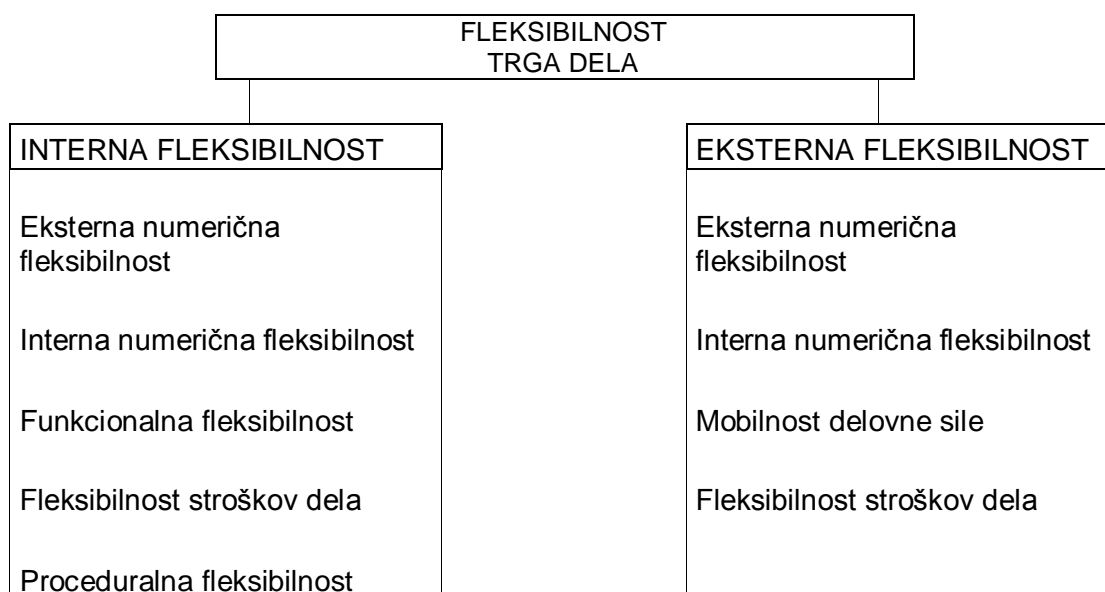 FLEKSIBILNOST
TRGA DELA
INTERNA FLEKSIBILNOST
Eksterna numerična
fleksibilnost
Interna numerična fleksibilnost
Funkcionalna fleksibilnost
Fleksibilnost stroškov dela
Proceduralna fleksibilnost
EKSTERNA FLEKSIBILNOST
Eksterna numerična
fleksibilnost
Interna numerična fleksibilnost
Mobilnost delovne sile
Fleksibilnost stroškov dela